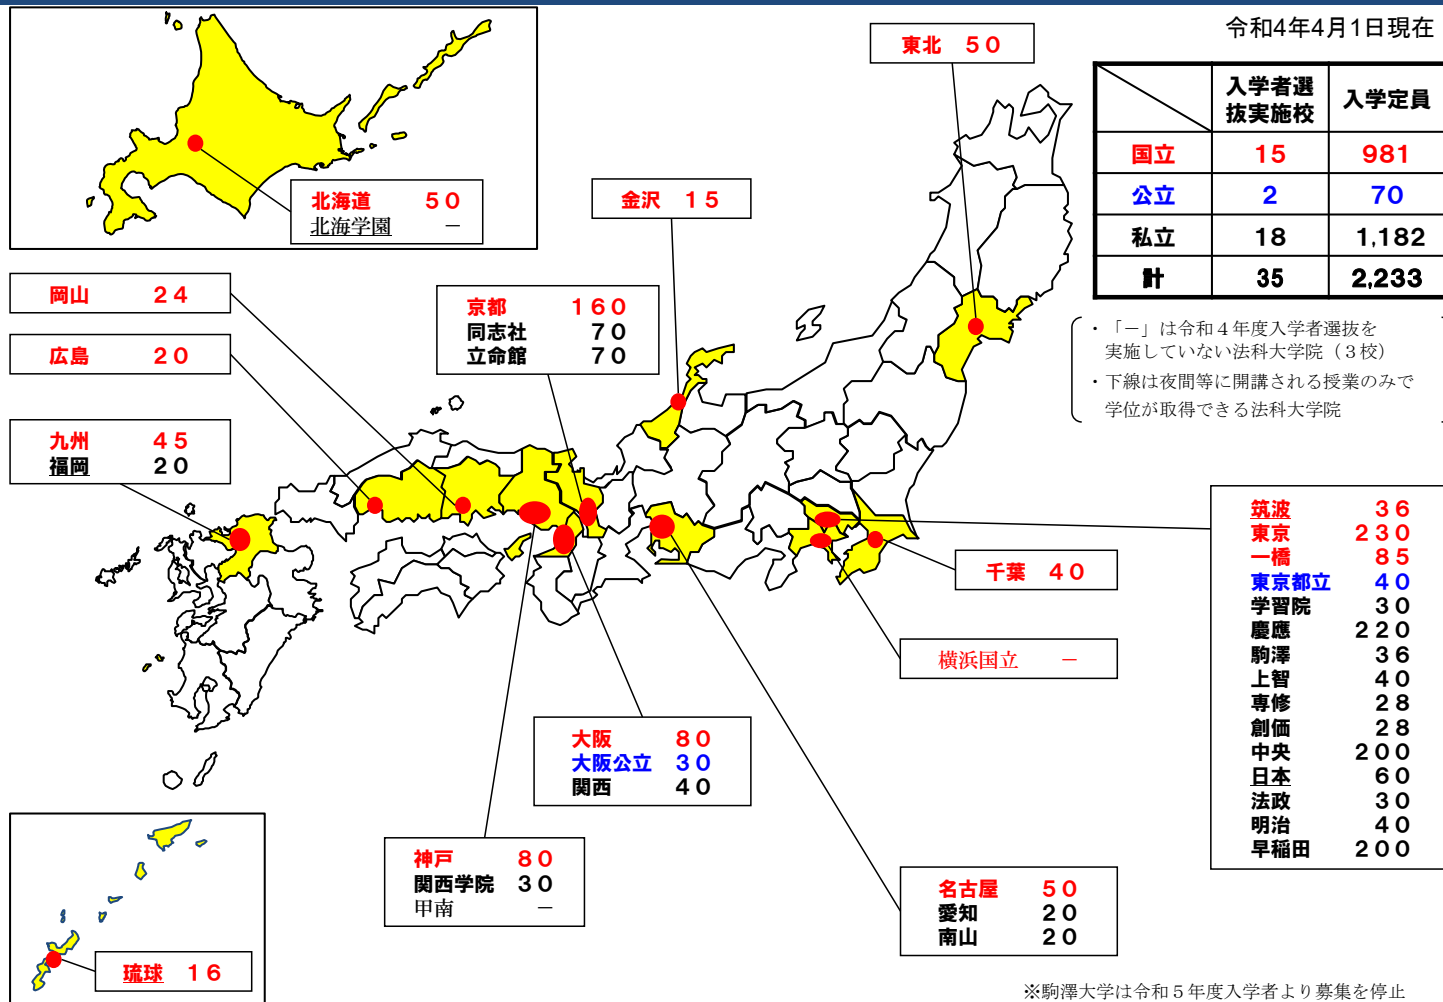 令和4年4月1日現在
入学者選
抜実施校 入学定員
国立 15 981
公立 2 70
私立 18 1,182
計 35 2,233
・「－」は令和４年度入学者選抜を
実施していない法科大学院（３校）
・下線は夜間等に開講される授業のみで
学位が取得できる法科大学院
東北 ５０
北海道 ５０
北海学園 －
金沢 １５
岡山 ２４
広島 ２０
京都 １６０
同志社 ７０
立命館 ７０
九州 ４５
福岡 ２０
筑波 ３６
東京 ２３０
一橋 ８５
東京都立 ４０
学習院 ３０
慶應 ２２０
駒澤 ３６
上智 ４０
専修 ２８
創価 ２８
中央 ２００
日本 ６０
法政 ３０
明治 ４０
早稲田 ２００
千葉 ４０
横浜国立 －
大阪 ８０
大阪公立 ３０
関西 ４０
神戸 ８０
関西学院 ３０
甲南 －
名古屋 ５０
愛知 ２０
南山 ２０
琉球 １６
※駒澤大学は令和５年度入学者より募集を停止